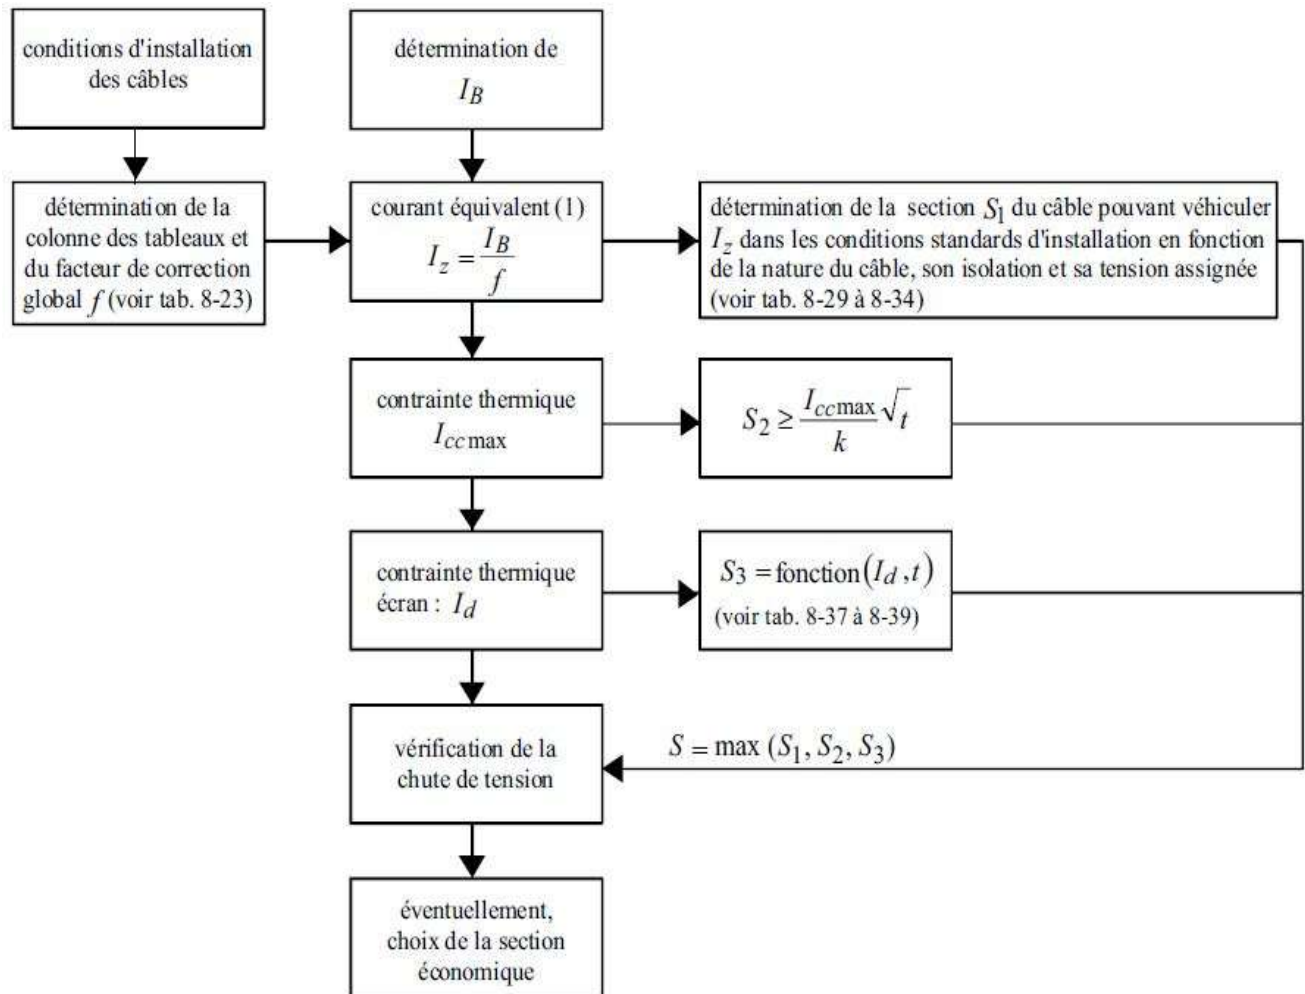 conditions d'installation
des câbles
détermination de
I_B
détermination de la
colonne des tableaux et
du facteur de correction
global f (voir tab. 8-23)
courant équivalent (1)
I_z = I_B / f
détermination de la section S_1 du câble pouvant véhiculer
I_z dans les conditions standards d'installation en fonction
de la nature du câble, son isolation et sa tension assignée
(voir tab. 8-29 à 8-34)
contrainte thermique
I_cc max
S_2 ≥ I_cc max / k √t
contrainte thermique
écran : I_d
S_3 = fonction(I_d , t)
(voir tab. 8-37 à 8-39)
vérification de la
chute de tension
S = max (S_1, S_2, S_3)
éventuellement,
choix de la section
économique